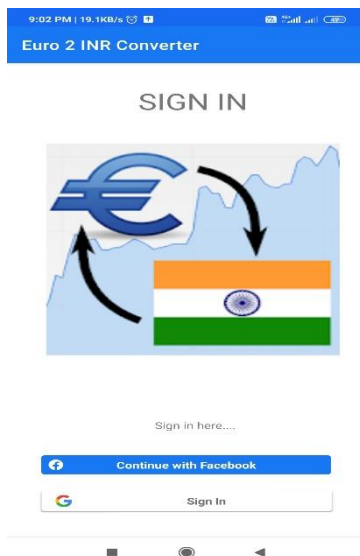 9:02 PM | 19.1KB/s
Euro 2 INR Converter
SIGN IN
Sign in here....
Continue with Facebook
Sign In